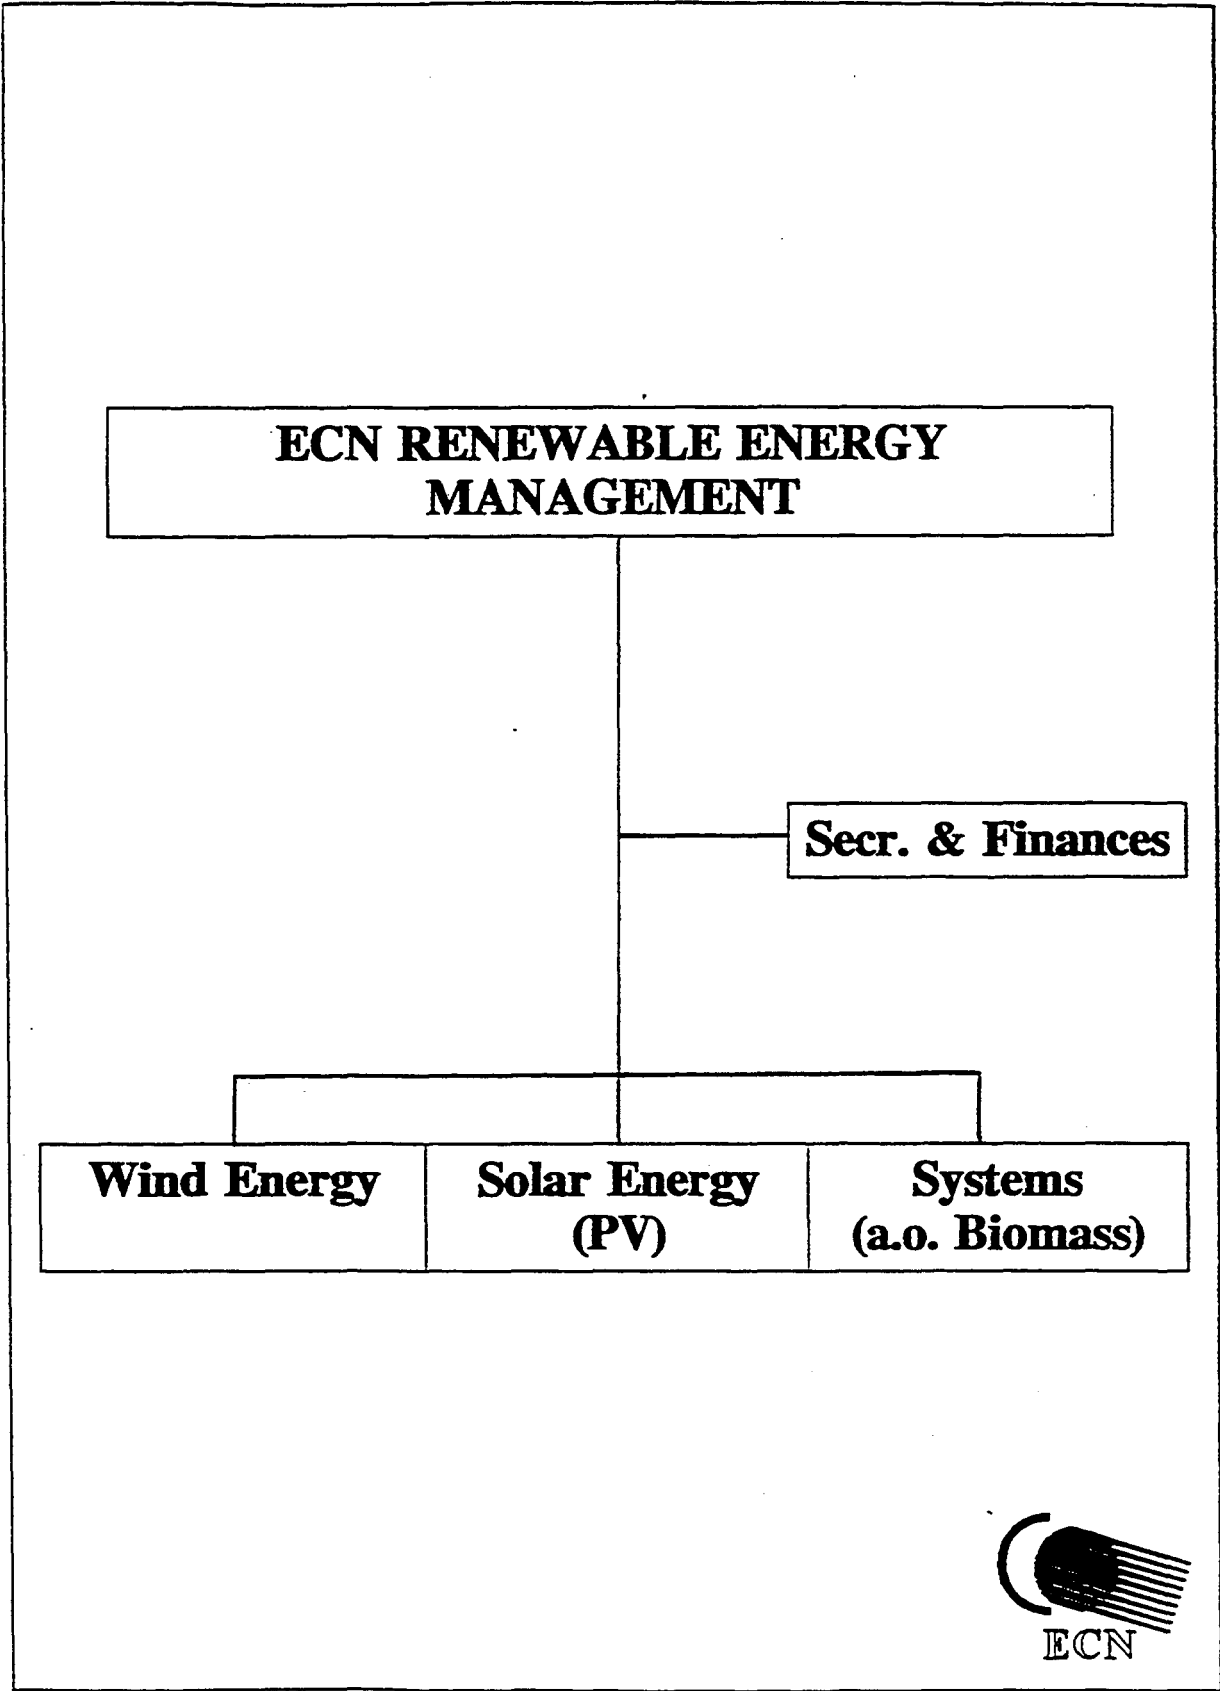 ECN RENEWABLE ENERGY
MANAGEMENT
Secr. & Finances
Wind Energy
Solar Energy
(PV)
Systems
(a.o. Biomass)
ECN